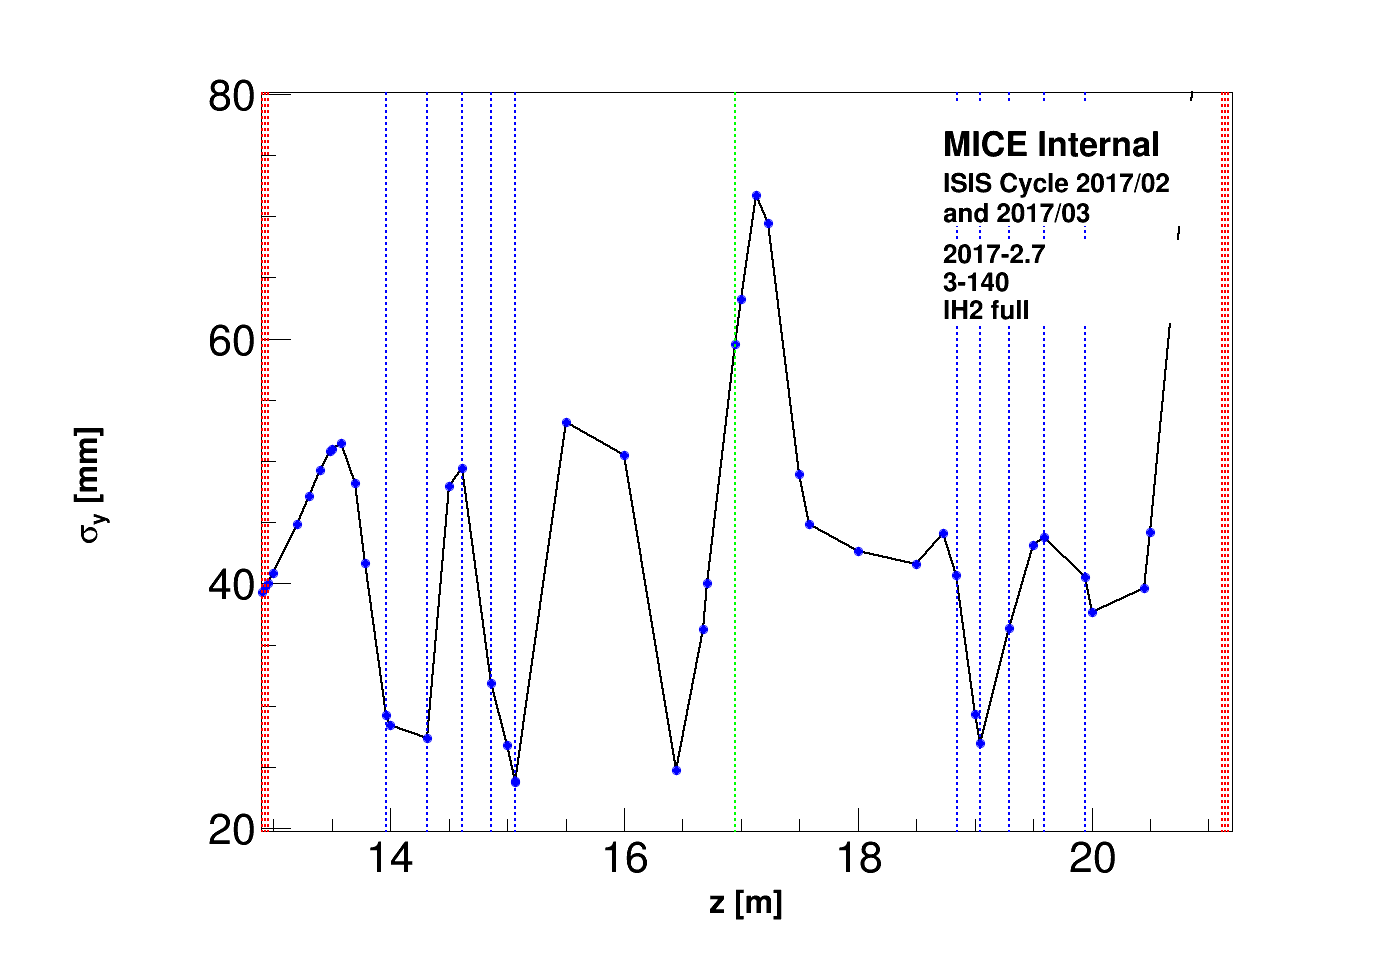 80
60
40
20
σy [mm]
MICE Internal
ISIS Cycle 2017/02
and 2017/03
2017-2.7
3-140
lH2 full
14 16 18 20
z [m]